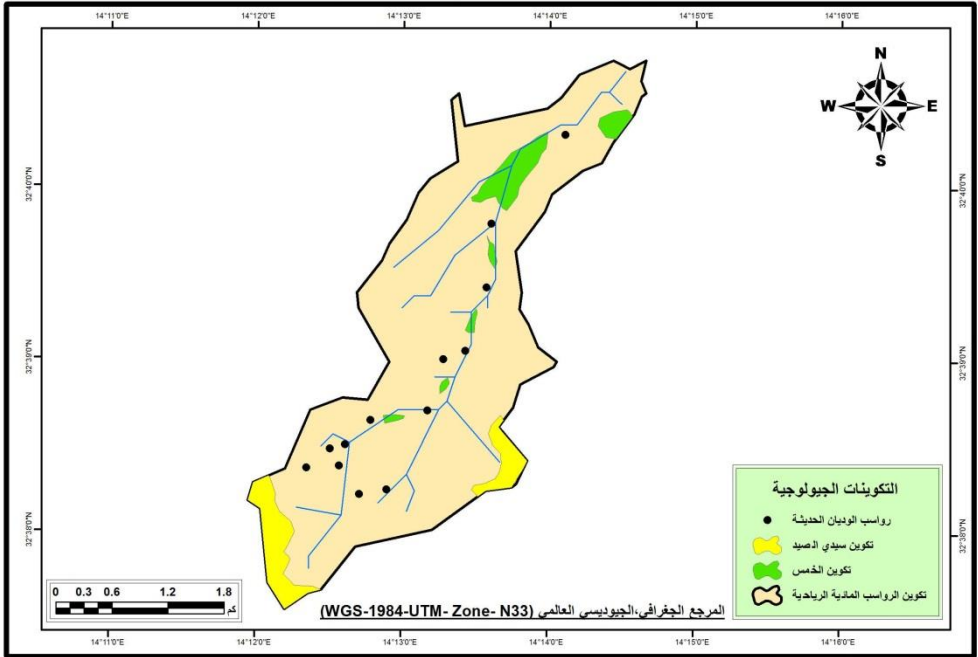 14°11'0"E 14°12'0"E 14°13'0"E 14°14'0"E 14°15'0"E 14°16'0"E
N
W E
S
32°40'0"N 32°40'0"N
32°39'0"N 32°39'0"N
32°38'0"N 32°38'0"N
التكوينات الجيولوجية
رواسب الوديان الحديثة
تكوين سيدي الصيد
تكوين الخمس
تكوين الرواسب المائية الرياحية
0 0.3 0.6 1.2 1.8
كم
المرجع الجغرافي،الجيوديسي العالمي (WGS-1984-UTM- Zone- N33)
14°11'0"E 14°12'0"E 14°13'0"E 14°14'0"E 14°15'0"E 14°16'0"E